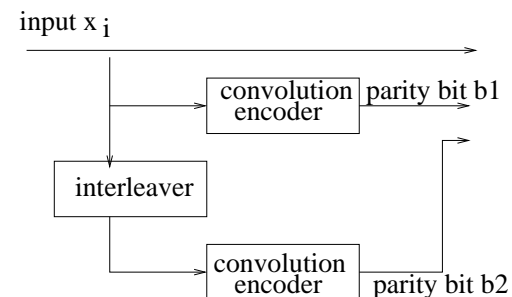 input x i
convolution
encoder
parity bit b1
interleaver
convolution
encoder
parity bit b2